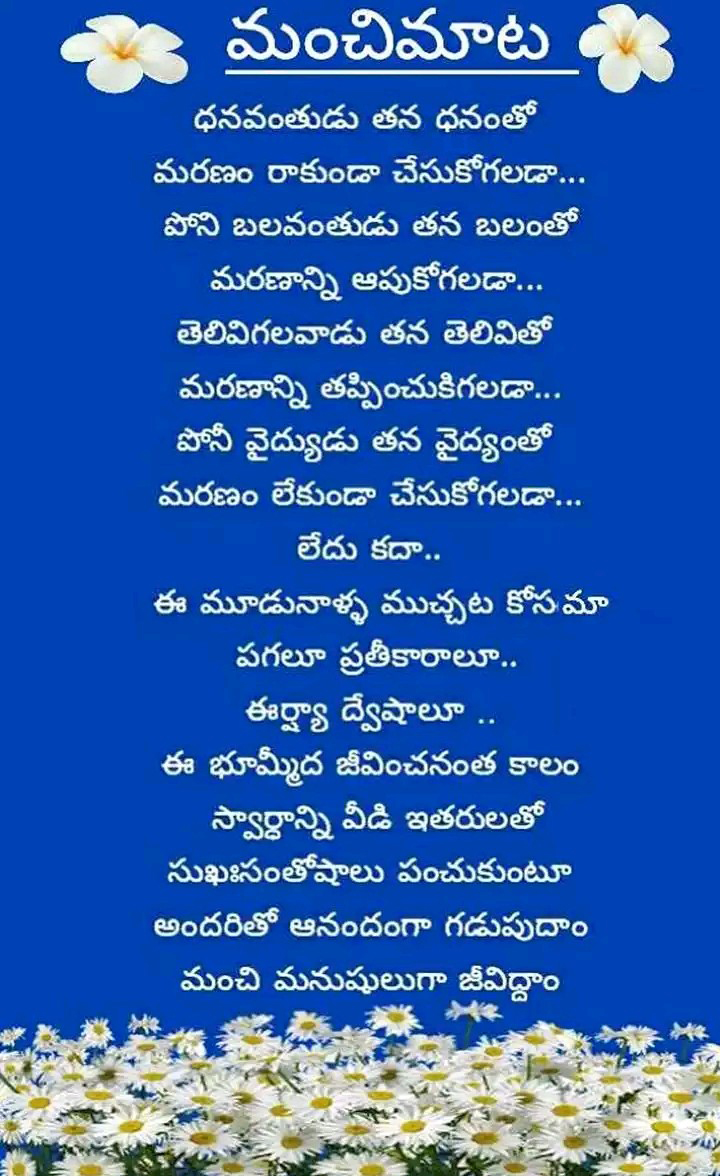 మంచిమాట
ధనవంతుడు తన ధనంతో
మరణం రాకుండా చేసుకోగలడా...
పోని బలవంతుడు తన బలంతో
మరణాన్ని ఆపుకోగలడా...
తెలివిగలవాడు తన తెలివితో
మరణాన్ని తప్పించుకిగలడా...
పోనీ వైద్యుడు తన వైద్యంతో
మరణం లేకుండా చేసుకోగలడా...
లేదు కదా..
ఈ మూడునాళ్ళ ముచ్చట కోసమా
పగలూ ప్రతీకారాలూ..
ఈర్ష్యా ద్వేషాలూ ..
ఈ భూమ్మీద జీవించనంత కాలం
స్వార్ధాన్ని వీడి ఇతరులతో
సుఖఃసంతోషాలు పంచుకుంటూ
అందరితో ఆనందంగా గడుపుదాం
మంచి మనుషులుగా జీవిద్దాం